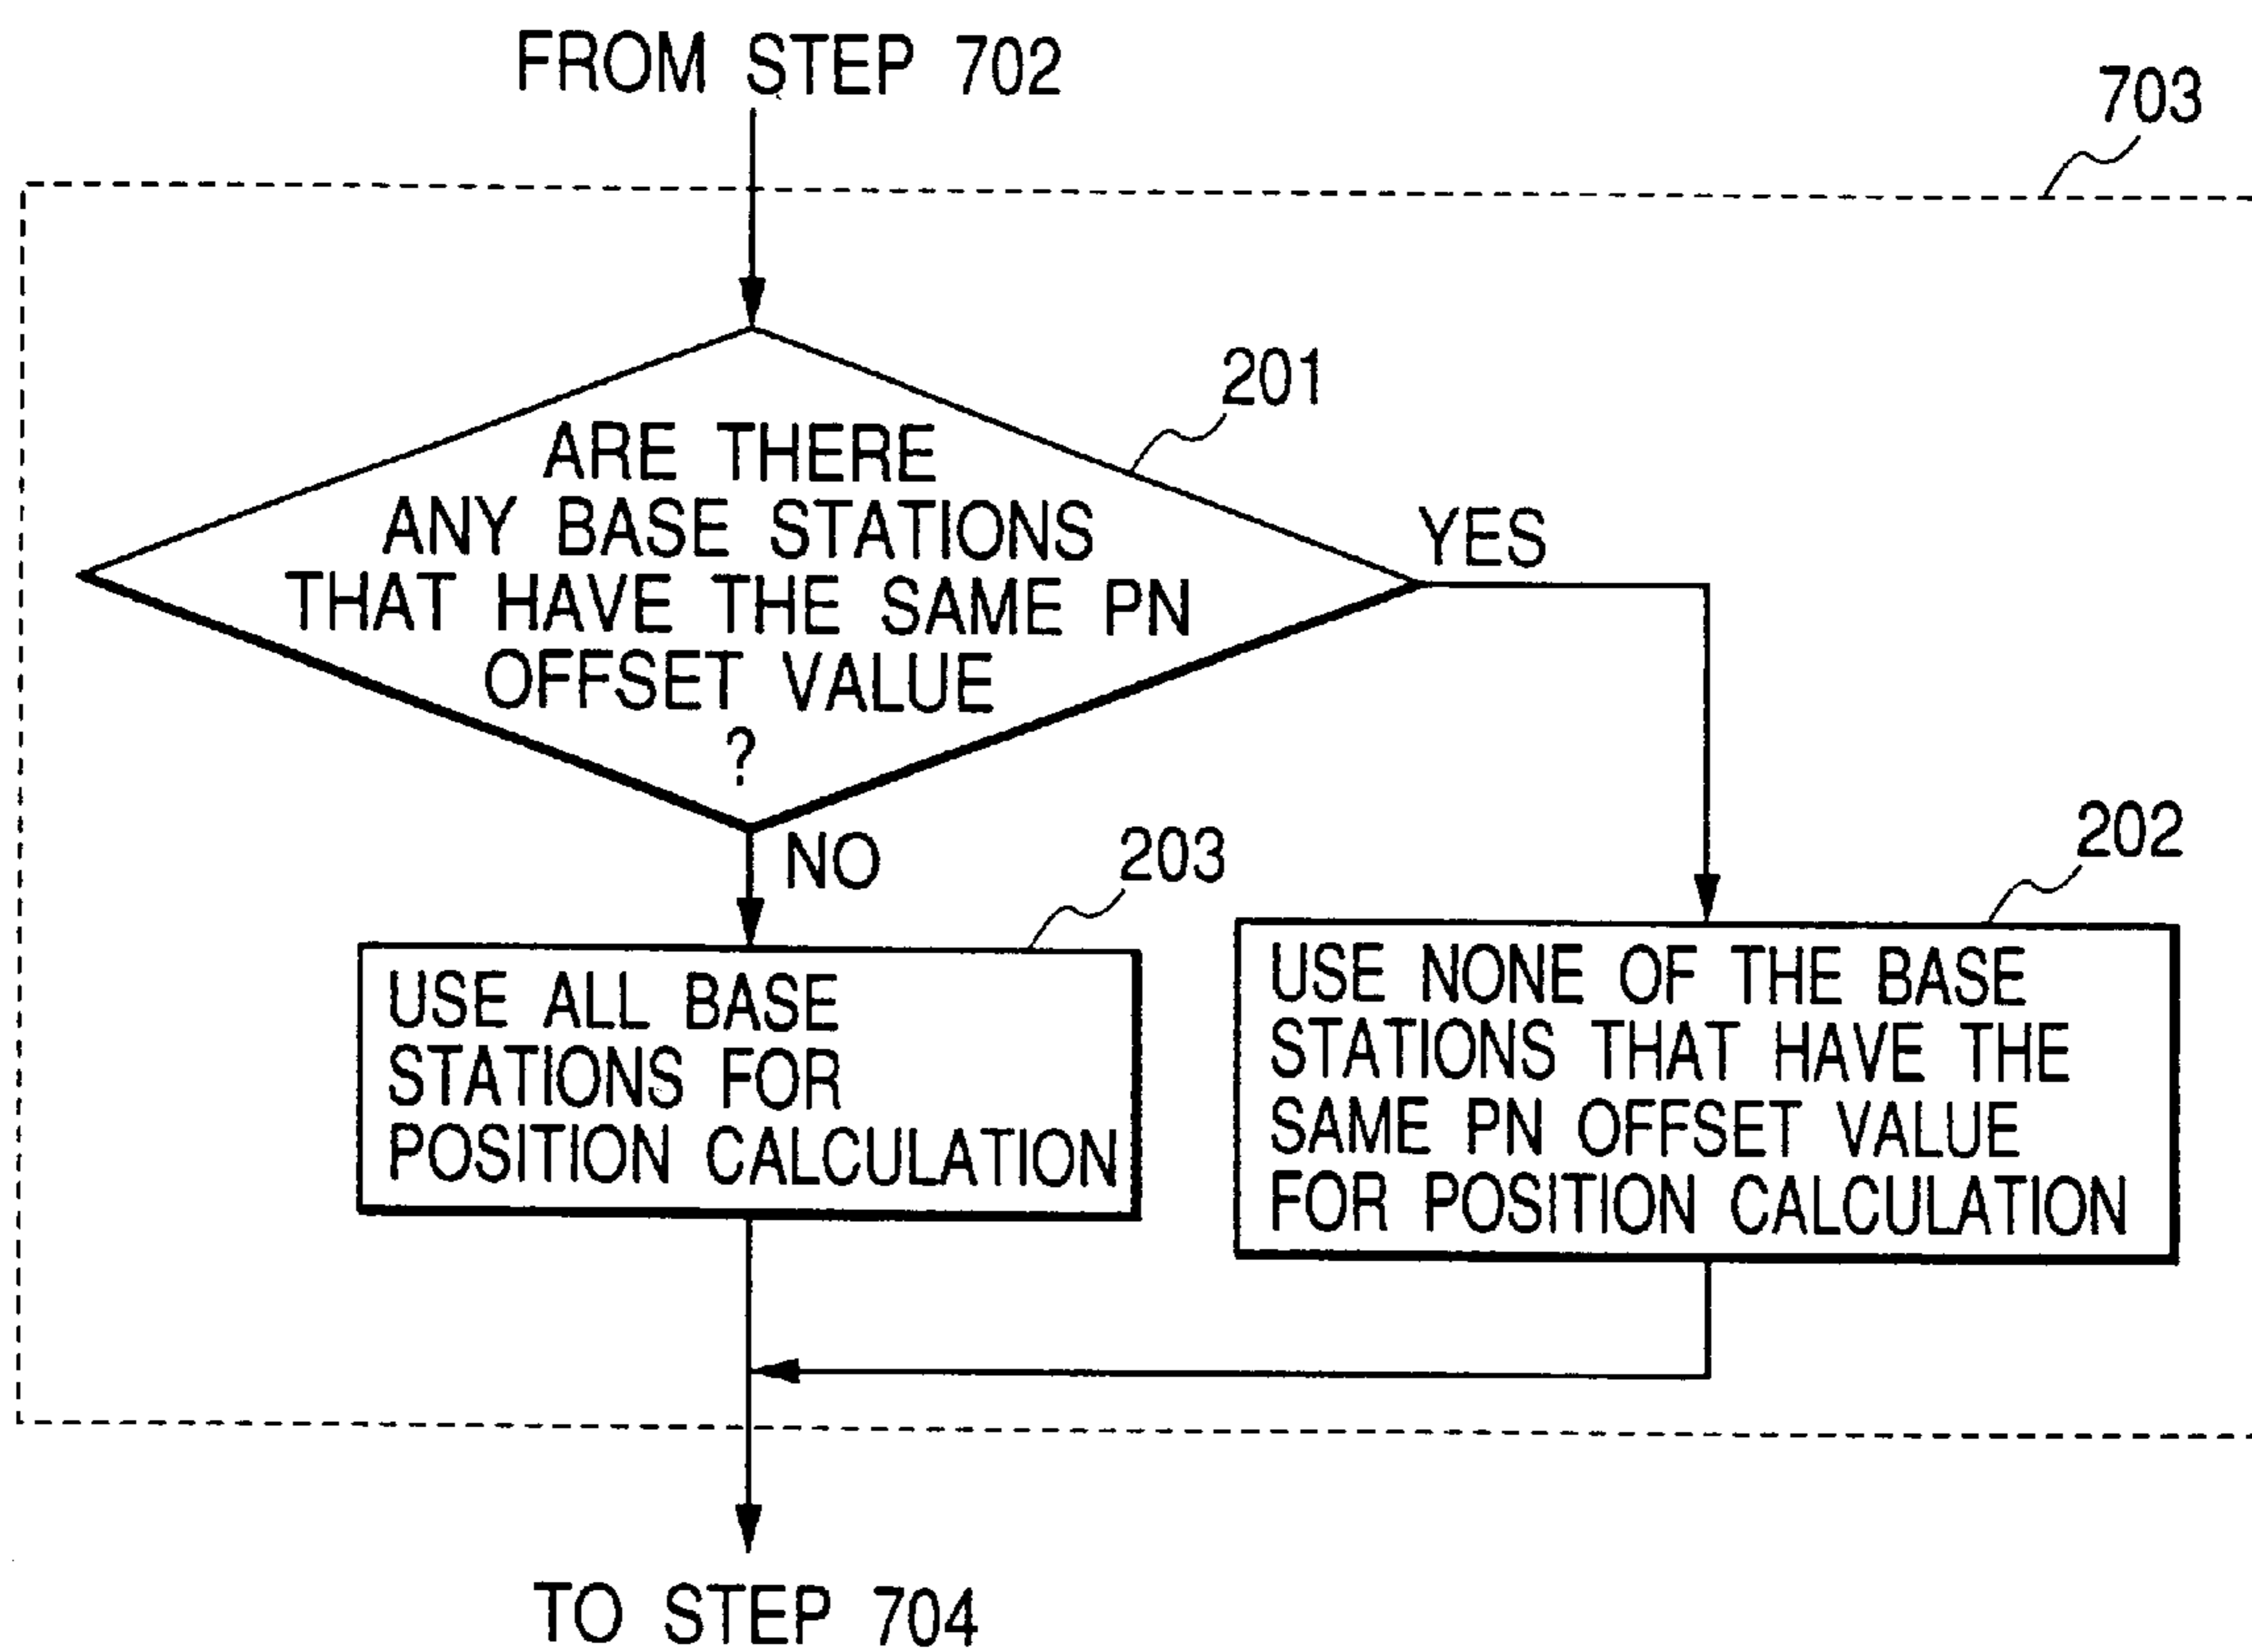 FROM STEP 702
703
201
ARE THERE
ANY BASE STATIONS
THAT HAVE THE SAME PN
OFFSET VALUE
?
YES
NO
203
202
USE ALL BASE
STATIONS FOR
POSITION CALCULATION
USE NONE OF THE BASE
STATIONS THAT HAVE THE
SAME PN OFFSET VALUE
FOR POSITION CALCULATION
TO STEP 704